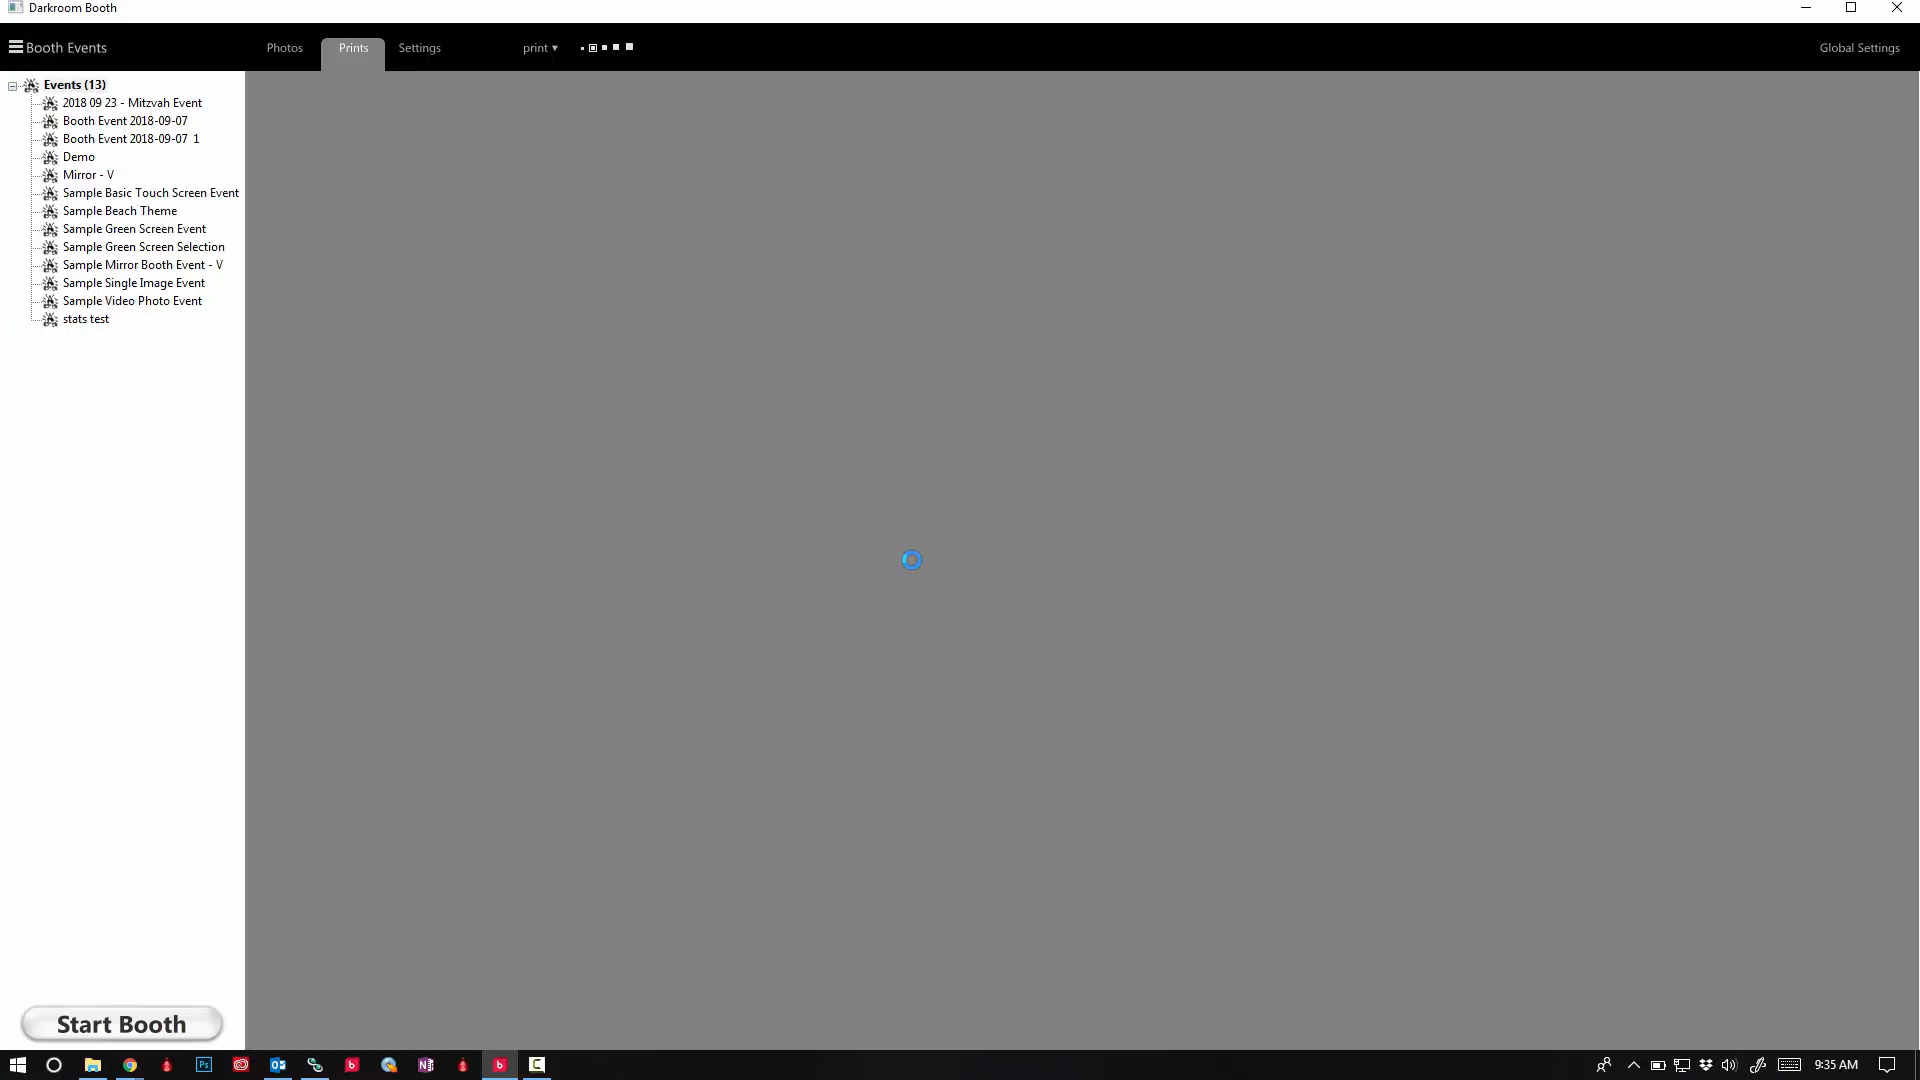 Darkroom Booth
Booth Events
Photos
Prints
Settings
print ▾
Global Settings
Events (13)
2018 09 23 - Mitzvah Event
Booth Event 2018-09-07
Booth Event 2018-09-07 1
Demo
Mirror - V
Sample Basic Touch Screen Event
Sample Beach Theme
Sample Green Screen Event
Sample Green Screen Selection
Sample Mirror Booth Event - V
Sample Single Image Event
Sample Video Photo Event
stats test
Start Booth
Ps
b
N
b
9:35 AM